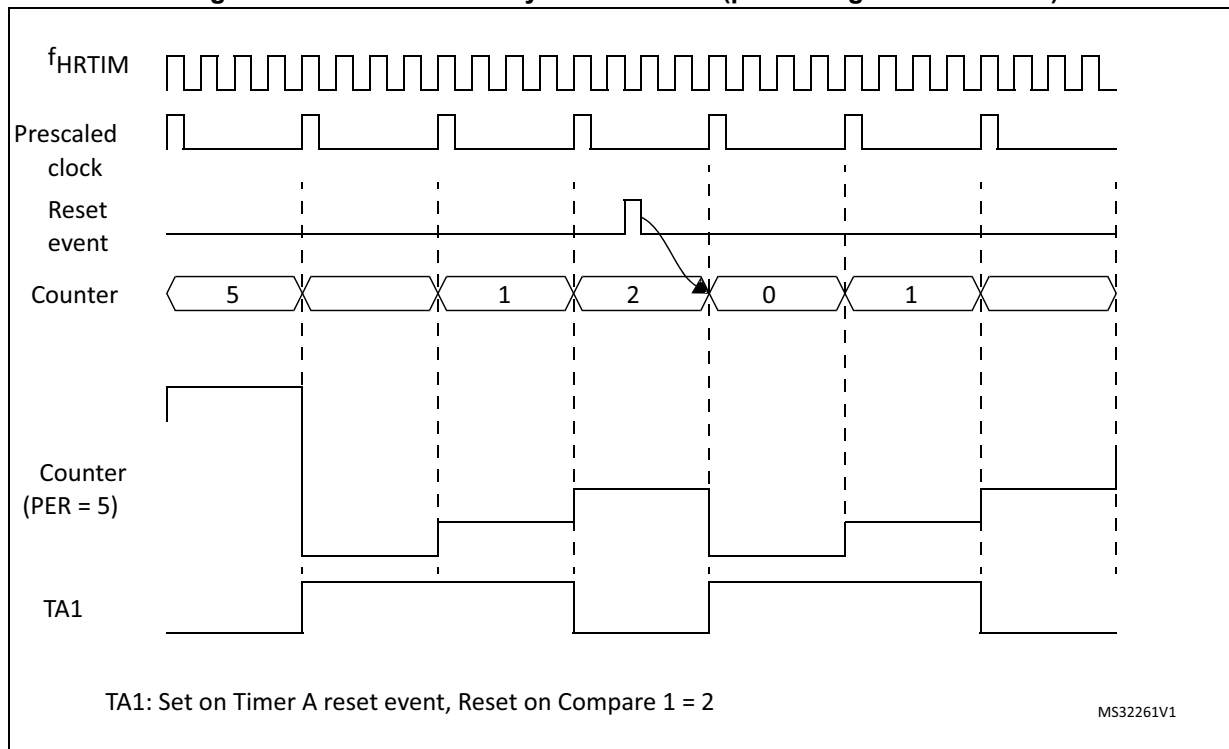 fHRTIM
Prescaled
clock
Reset
event
Counter 5 1 2 0 1
Counter
(PER = 5)
TA1
TA1: Set on Timer A reset event, Reset on Compare 1 = 2
MS32261V1